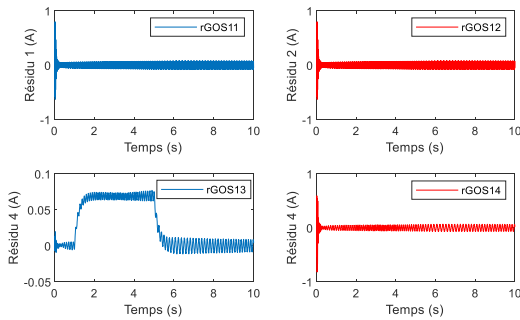 1
0
-1
Résidu 1 (A)
rGOS11
0 2 4 6 8 10
Temps (s)
1
0
-1
Résidu 2 (A)
rGOS12
0 2 4 6 8 10
Temps (s)
0.1
0.05
0
-0.05
Résidu 4 (A)
rGOS13
0 2 4 6 8 10
Temps (s)
1
0
-1
Résidu 4 (A)
rGOS14
0 2 4 6 8 10
Temps (s)